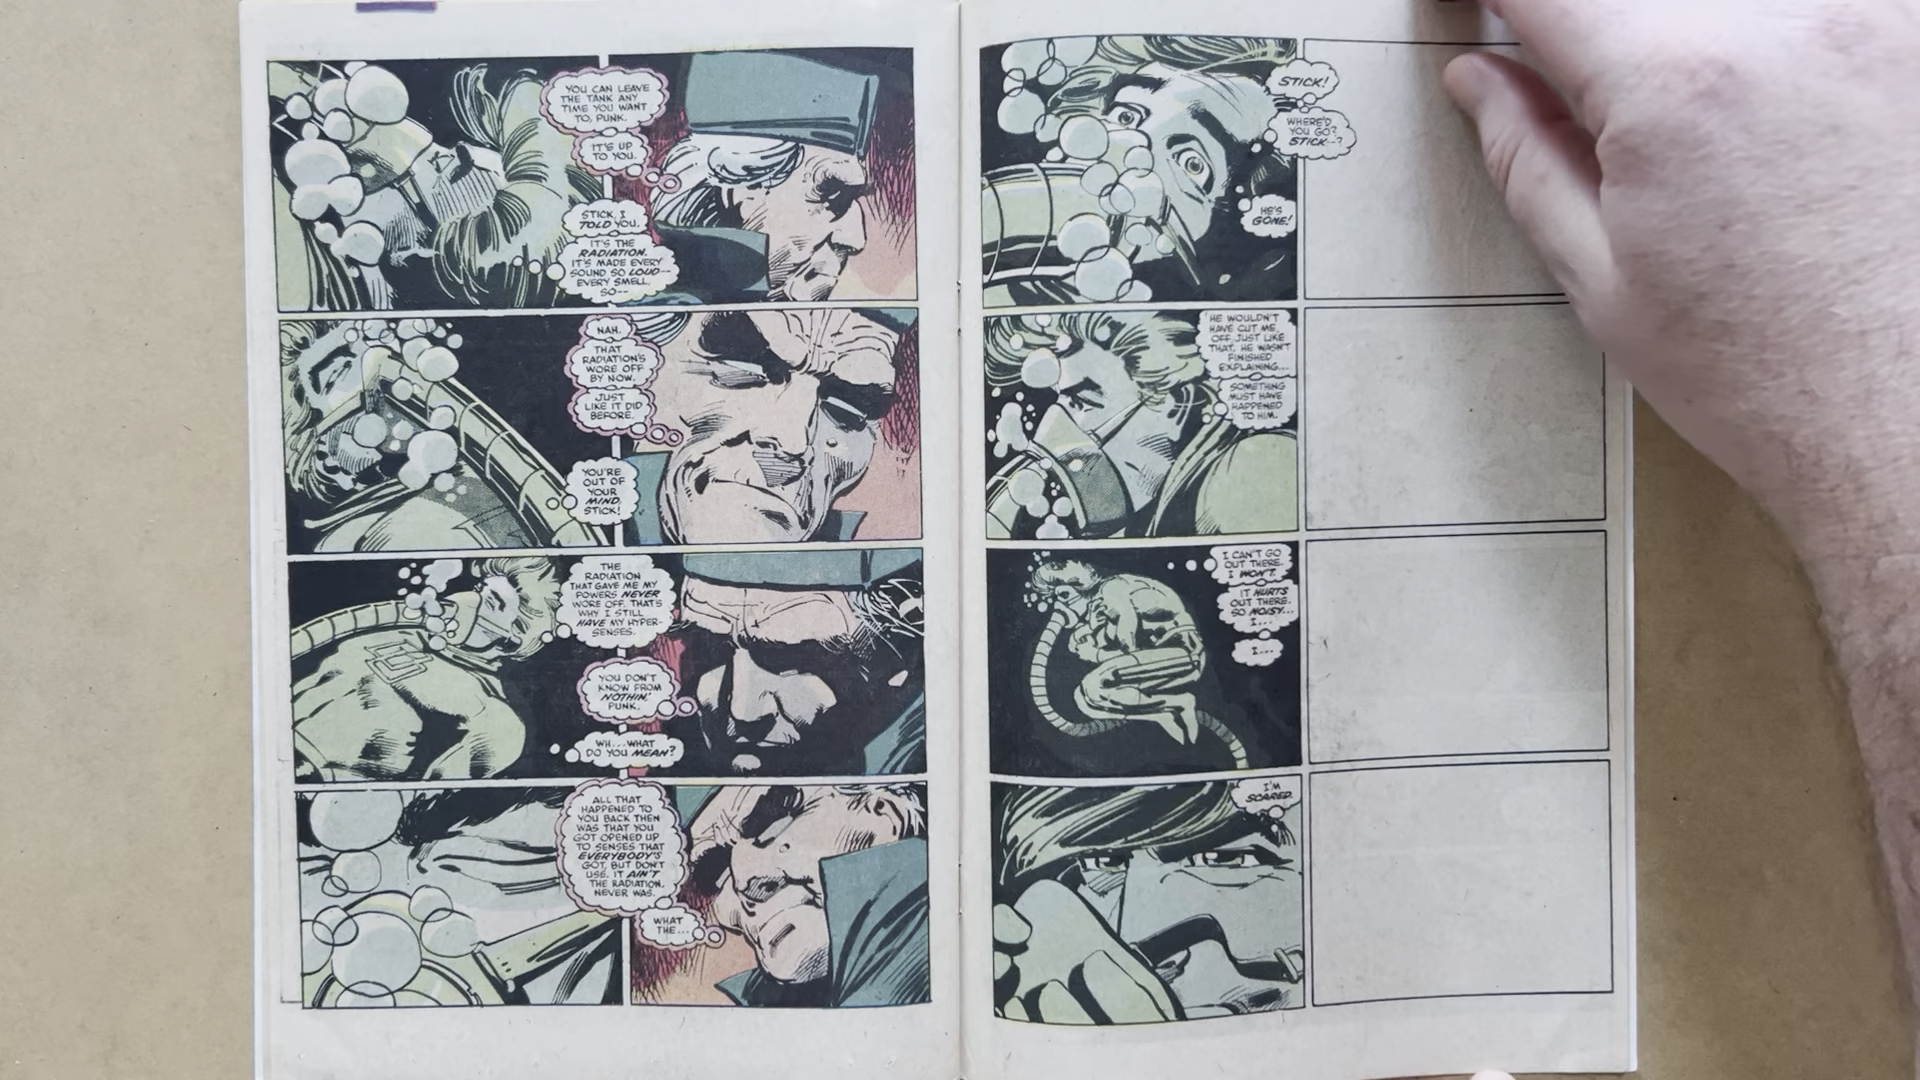 YOU CAN LEAVE
THE TANK ANY
TIME YOU WANT
TO, PUNK.
IT'S UP
TO YOU.
STICK, I
TOLD YOU.
IT'S THE
RADIATION.
IT'S MADE EVERY
SOUND SO LOUD--
EVERY SMELL,
SO--
NAH.
THAT
RADIATION'S
WORE OFF
BY NOW.
JUST
LIKE IT DID
BEFORE.
YOU'RE
OUT OF
YOUR
MIND,
STICK!
THE
RADIATION
THAT GAVE ME MY
POWERS NEVER
WORE OFF. THAT'S
WHY I STILL
HAVE MY HYPER-
SENSES.
YOU DON'T
KNOW FROM
NOTHIN',
PUNK.
WH...WHAT
DO YOU MEAN?
ALL THAT
HAPPENED TO
YOU BACK THEN
WAS THAT YOU
GOT OPENED UP
TO SENSES THAT
EVERYBODY'S
GOT, BUT DON'T
USE. IT AIN'T
THE RADIATION.
NEVER WAS.
WHAT
THE...
STICK!
WHERE'D
YOU GO?
STICK--?
HE'S
GONE!
HE WOULDN'T
HAVE CUT ME
OFF JUST LIKE
THAT. HE WASN'T
FINISHED
EXPLAINING...
SOMETHING
MUST HAVE
HAPPENED
TO HIM.
I CAN'T GO
OUT THERE.
I WON'T.
IT HURTS
OUT THERE.
SO NOISY...
I...
I...
I'M
SCARED.